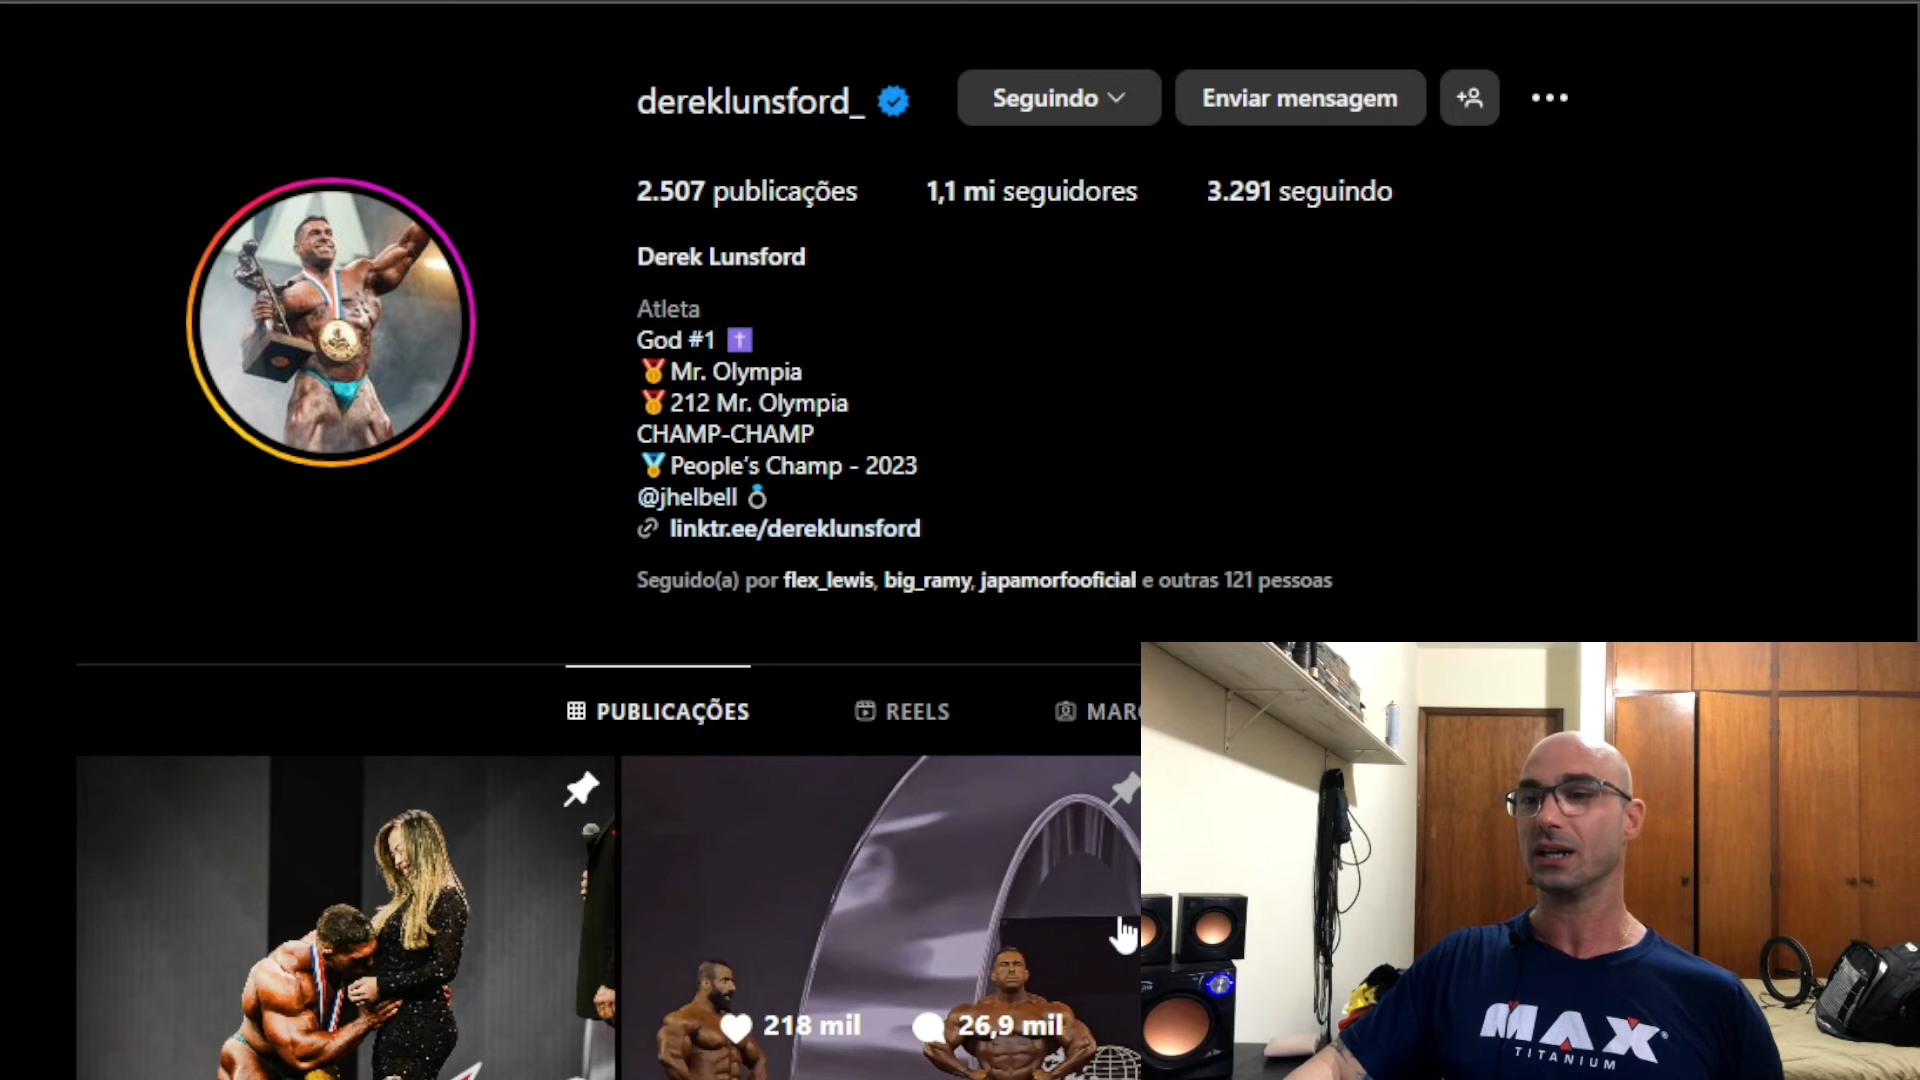 dereklunsford_
Seguindo
Enviar mensagem
2.507 publicações
1,1 mi seguidores
3.291 seguindo
Derek Lunsford
Atleta
God #1 ✝️
🏅Mr. Olympia
🏅212 Mr. Olympia
CHAMP-CHAMP
🏅People's Champ - 2023
@jhelbell 💍
linktr.ee/dereklunsford
Seguido(a) por flex_lewis, big_ramy, japamorfooficial e outras 121 pessoas
PUBLICAÇÕES
REELS
218 mil
26,9 mil
MAX®
TITANIUM